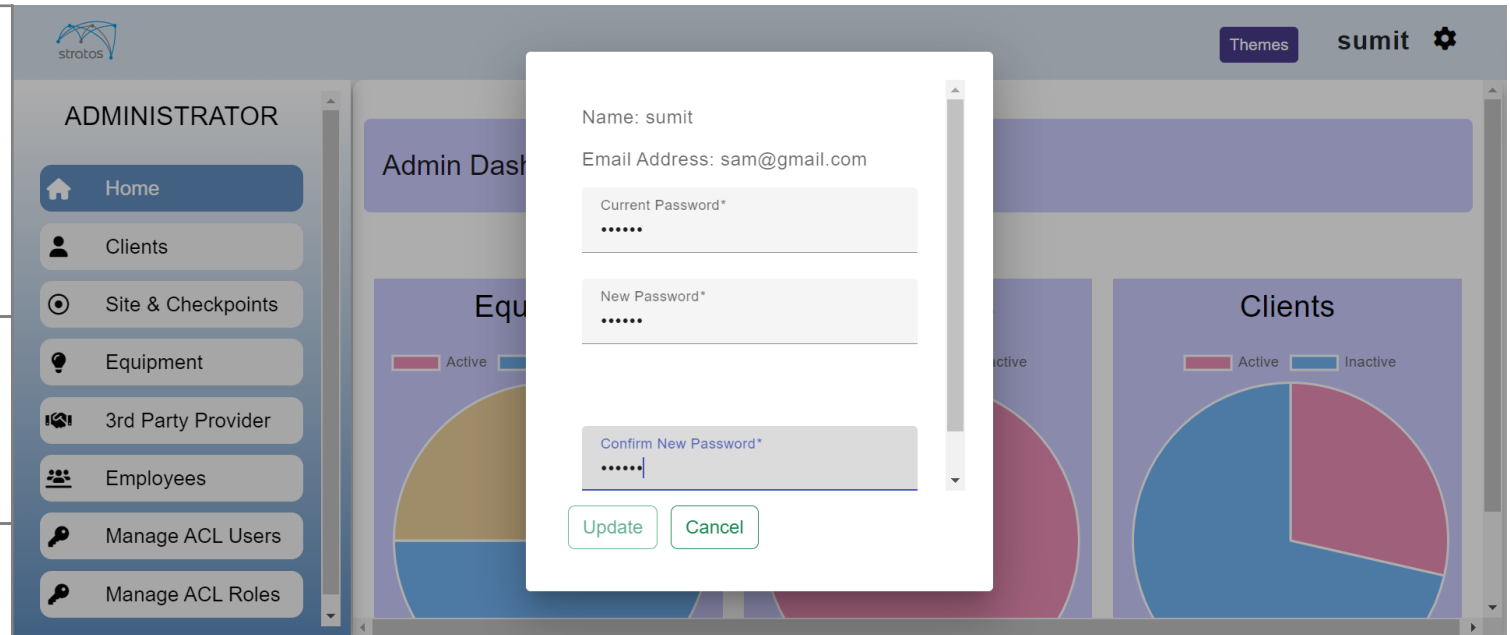 stratos
Themes
sumit
ADMINISTRATOR
Home
Clients
Site & Checkpoints
Equipment
3rd Party Provider
Employees
Manage ACL Users
Manage ACL Roles
Admin Dash
Equ
Active
ctive
Clients
Active Inactive
Name: sumit
Email Address: sam@gmail.com
Current Password*
••••••
New Password*
••••••
Confirm New Password*
••••••
Update Cancel